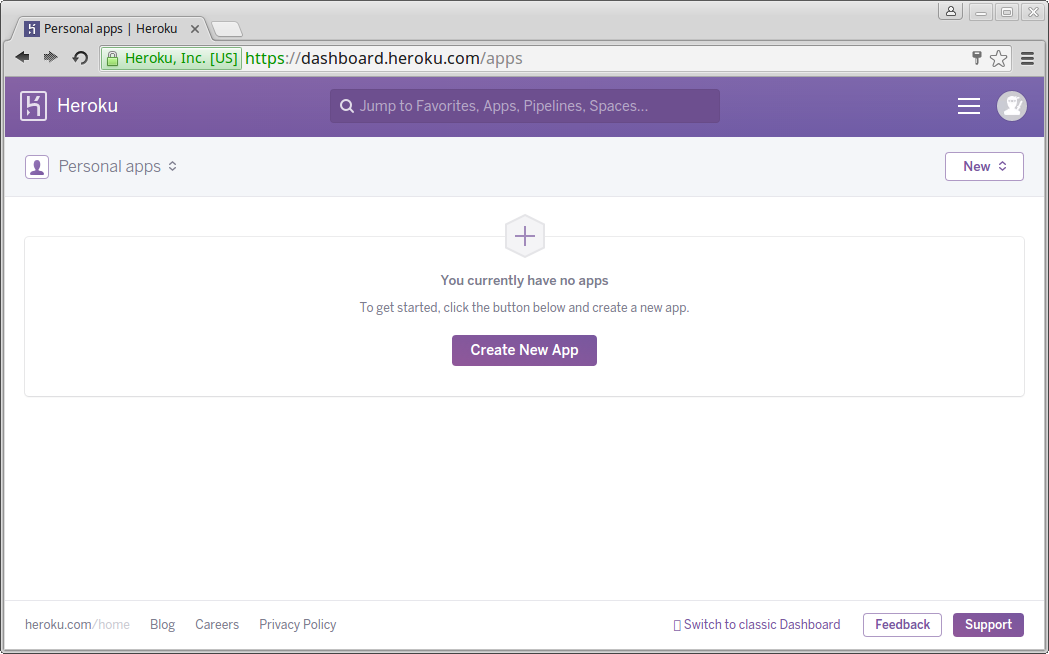 Personal apps | Heroku
Heroku, Inc. [US] https://dashboard.heroku.com/apps
Heroku
Jump to Favorites, Apps, Pipelines, Spaces...
Personal apps
New
You currently have no apps
To get started, click the button below and create a new app.
Create New App
heroku.com/home Blog Careers Privacy Policy Switch to classic Dashboard Feedback Support